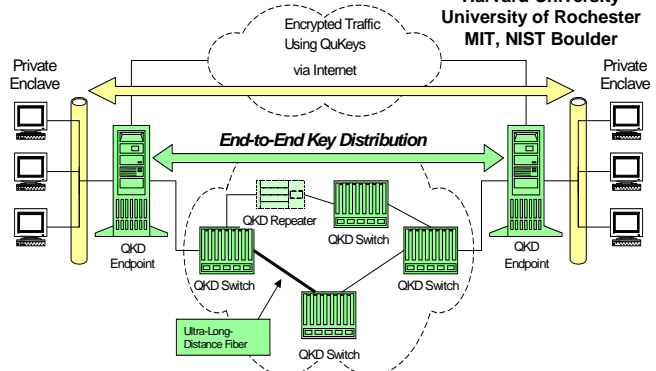 Harvard University
University of Rochester
MIT, NIST Boulder
Encrypted Traffic
Using QuKeys
via Internet
Private
Enclave
Private
Enclave
End-to-End Key Distribution
QKD Repeater
QKD Switch
QKD
Endpoint
QKD
Endpoint
QKD Switch
QKD Switch
Ultra-Long-
Distance Fiber
QKD Switch